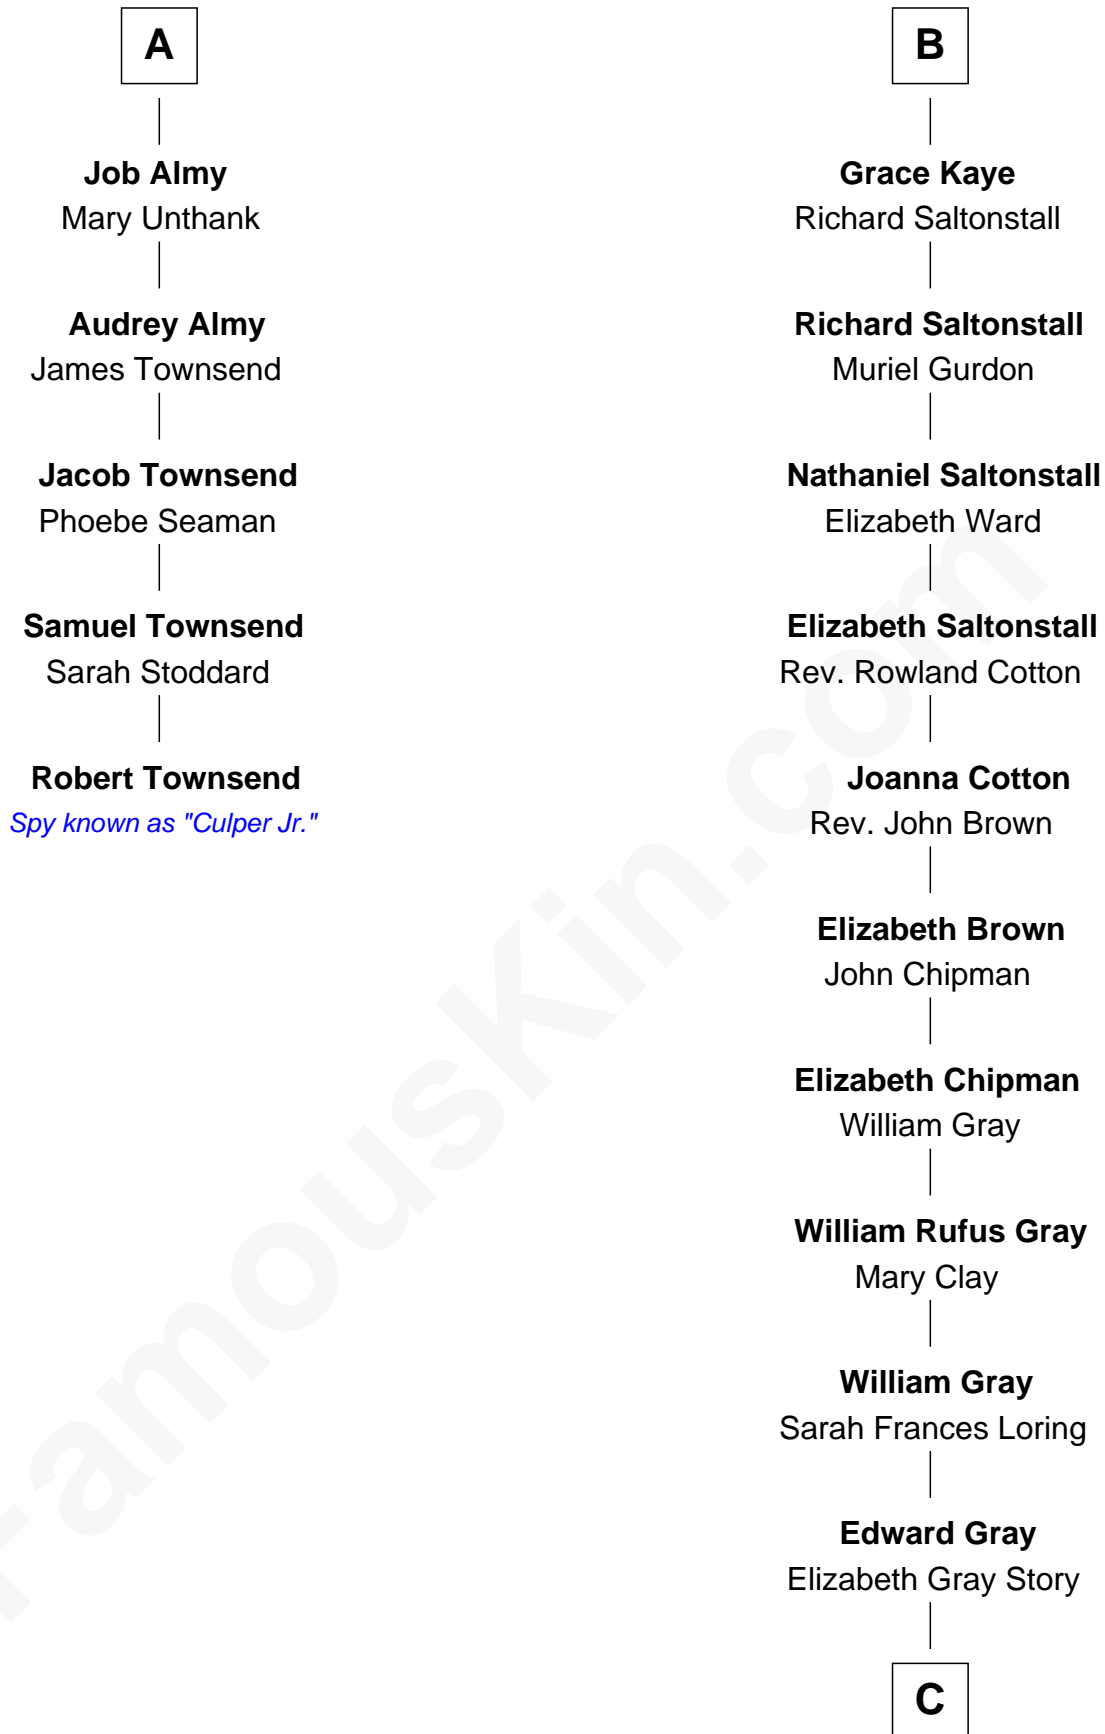 A
Job Almy
Mary Unthank
Audrey Almy
James Townsend
Jacob Townsend
Phoebe Seaman
Samuel Townsend
Sarah Stoddard
Robert Townsend
Spy known as "Culper Jr."
B
Grace Kaye
Richard Saltonstall
Richard Saltonstall
Muriel Gurdon
Nathaniel Saltonstall
Elizabeth Ward
Elizabeth Saltonstall
Rev. Rowland Cotton
Joanna Cotton
Rev. John Brown
Elizabeth Brown
John Chipman
Elizabeth Chipman
William Gray
William Rufus Gray
Mary Clay
William Gray
Sarah Frances Loring
Edward Gray
Elizabeth Gray Story
C
FamousKin.com